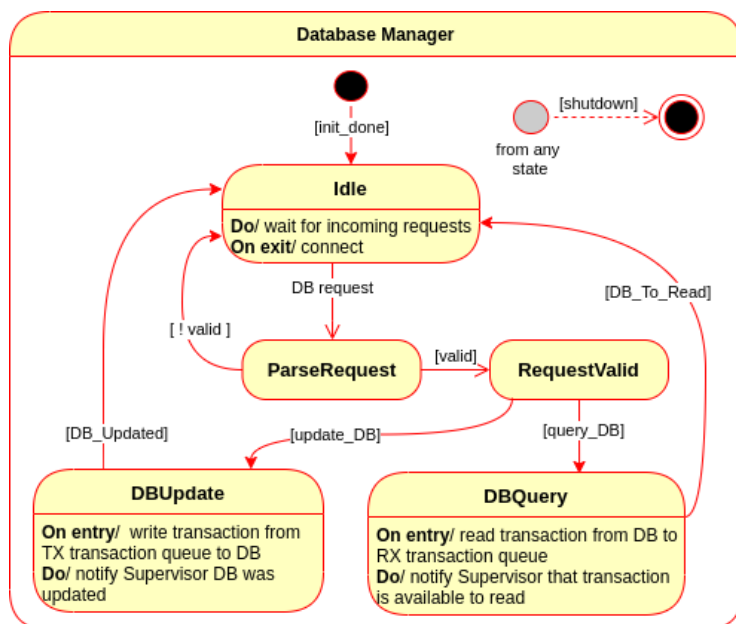 Database Manager
[shutdown]
[init_done]
from any
state
Idle
Do/ wait for incoming requests
On exit/ connect
DB request
[DB_To_Read]
[ ! valid ]
ParseRequest
[valid]
RequestValid
[DB_Updated]
[update_DB]
[query_DB]
DBUpdate
On entry/ write transaction from
TX transaction queue to DB
Do/ notify Supervisor DB was
updated
DBQuery
On entry/ read transaction from DB to
RX transaction queue
Do/ notify Supervisor that transaction
is available to read